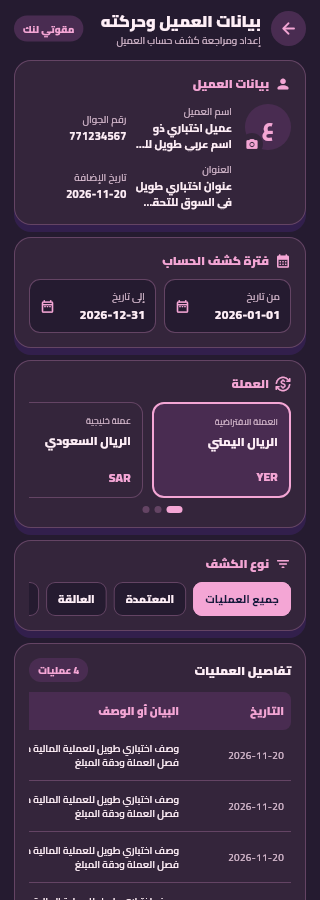 بيانات العميل وحركته
إعداد ومراجعة كشف حساب العميل
مقوتي لنك
بيانات العميل
ع
اسم العميل
عميل اختباري ذو
اسم عربي طويل للـ...
رقم الجوال
771234567
العنوان
عنوان اختباري طويل
في السوق للتحقـ...
تاريخ الإضافة
2026-11-20
فترة كشف الحساب
من تاريخ
2026-01-01
إلى تاريخ
2026-12-31
العملة
العملة الافتراضية
الريال اليمني
YER
عملة خليجية
الريال السعودي
SAR
نوع الكشف
جميع العمليات
المعتمدة
العالقة
تفاصيل العمليات
4 عمليات
التاريخ
البيان أو الوصف
2026-11-20
وصف اختباري طويل للعملية المالية
فصل العملة ودقة المبلغ
2026-11-20
وصف اختباري طويل للعملية المالية
فصل العملة ودقة المبلغ
2026-11-20
وصف اختباري طويل للعملية المالية
فصل العملة ودقة المبلغ